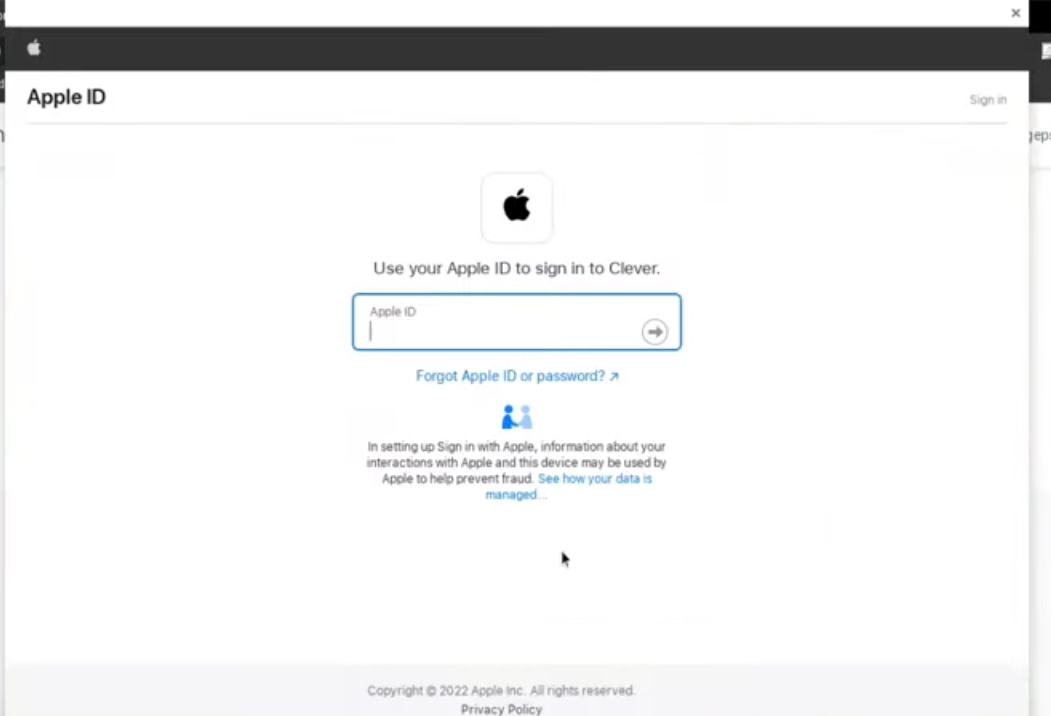 Apple ID
Sign in
Use your Apple ID to sign in to Clever.
Apple ID
Forgot Apple ID or password? ↗
In setting up Sign in with Apple, information about your
interactions with Apple and this device may be used by
Apple to help prevent fraud. See how your data is
managed...
Copyright © 2022 Apple Inc. All rights reserved.
Privacy Policy